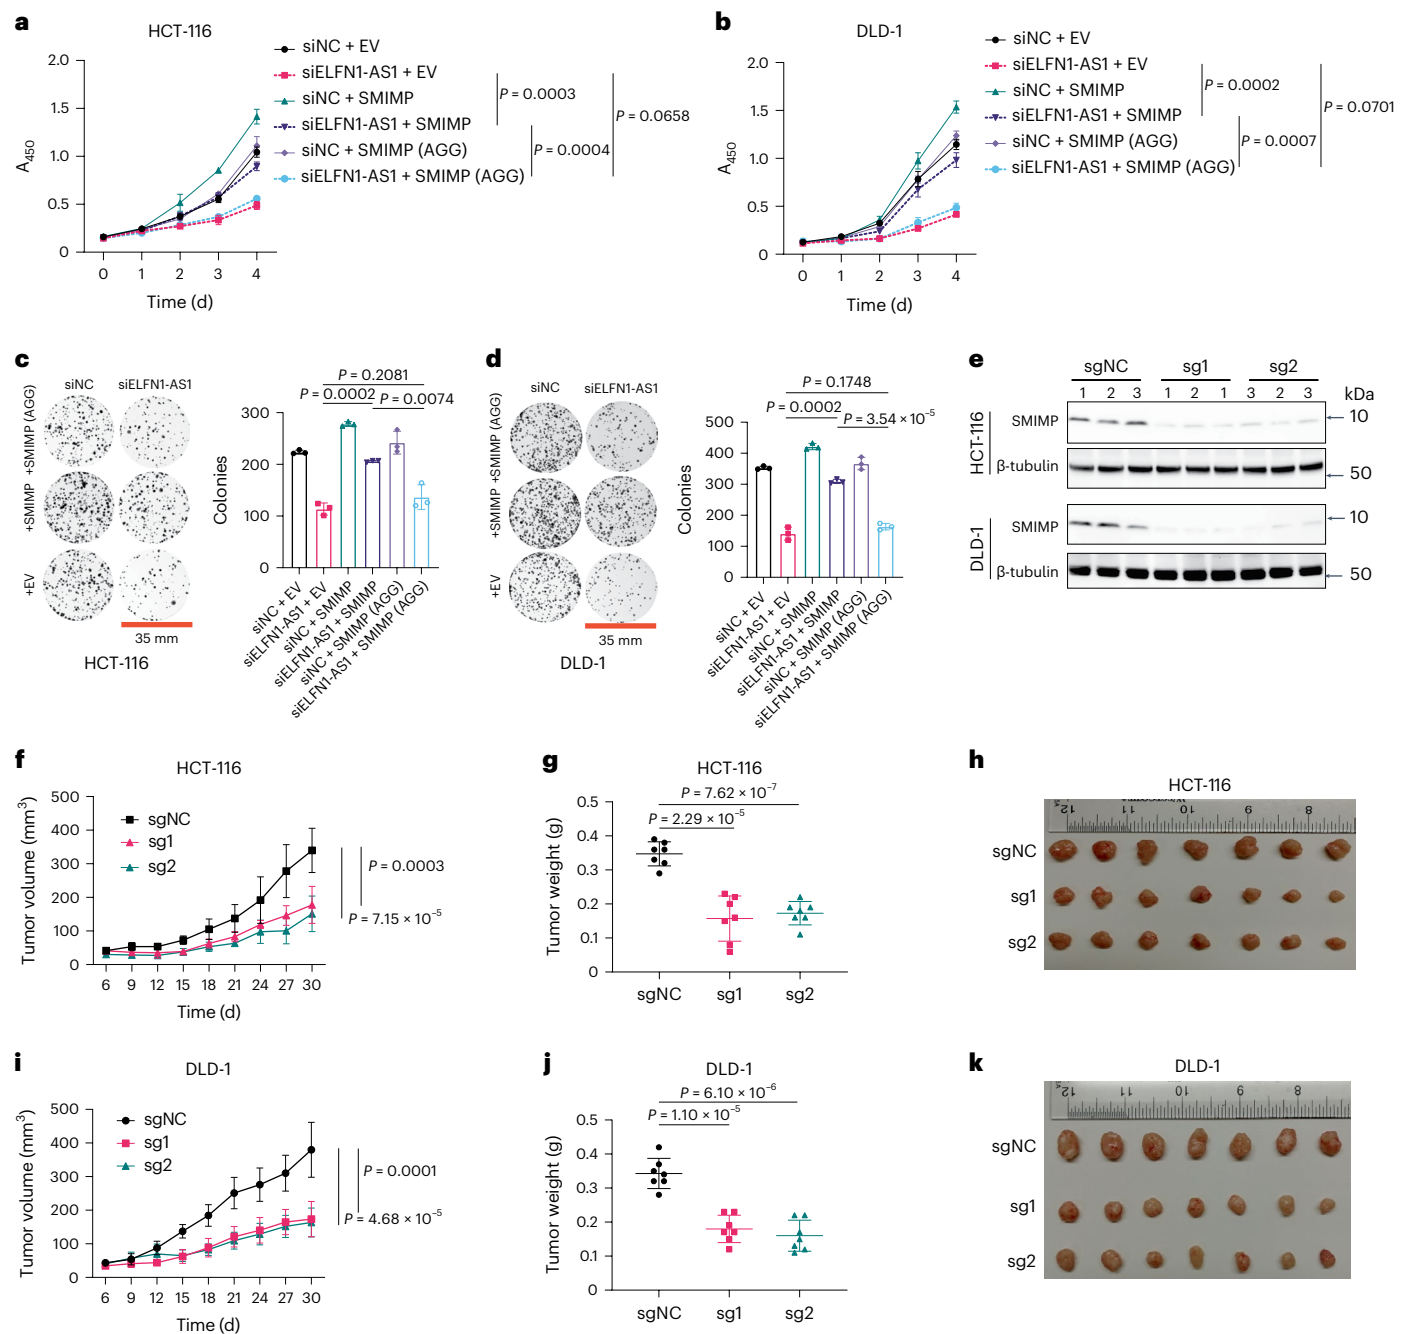 a
HCT-116
siNC + EV
siELFN1-AS1 + EV
siNC + SMIMP
siELFN1-AS1 + SMIMP
siNC + SMIMP (AGG)
siELFN1-AS1 + SMIMP (AGG)
P = 0.0003
P = 0.0004
P = 0.0658
A450
2.0
1.5
1.0
0.5
0
0 1 2 3 4
Time (d)
b
DLD-1
siNC + EV
siELFN1-AS1 + EV
siNC + SMIMP
siELFN1-AS1 + SMIMP
siNC + SMIMP (AGG)
siELFN1-AS1 + SMIMP (AGG)
P = 0.0002
P = 0.0007
P = 0.0701
A450
2.0
1.5
1.0
0.5
0
0 1 2 3 4
Time (d)
c
siNC siELFN1-AS1
+SMIMP (AGG)
+SMIMP
+EV
35 mm
HCT-116
P = 0.2081
P = 0.0002
P = 0.0074
Colonies
300
200
100
0
siNC + EV
siELFN1-AS1 + EV
siNC + SMIMP
siELFN1-AS1 + SMIMP
siNC + SMIMP (AGG)
siELFN1-AS1 + SMIMP (AGG)
d
siNC siELFN1-AS1
+SMIMP (AGG)
+SMIMP
+EV
35 mm
DLD-1
P = 0.1748
P = 0.0002
P = 3.54 × 10−5
Colonies
500
400
300
200
100
0
siNC + EV
siELFN1-AS1 + EV
siNC + SMIMP
siELFN1-AS1 + SMIMP
siNC + SMIMP (AGG)
siELFN1-AS1 + SMIMP (AGG)
e
sgNC sg1 sg2
1 2 3 1 2 1 3 2 3 kDa
HCT-116
SMIMP 10
β-tubulin 50
DLD-1
SMIMP 10
β-tubulin 50
f
HCT-116
sgNC
sg1
sg2
P = 0.0003
P = 7.15 × 10−5
Tumor volume (mm3)
500
400
300
200
100
0
6 9 12 15 18 21 24 27 30
Time (d)
g
HCT-116
P = 7.62 × 10−7
P = 2.29 × 10−5
Tumor weight (g)
0.5
0.4
0.3
0.2
0.1
0
sgNC sg1 sg2
h
HCT-116
12 11 10 9 8
sgNC
sg1
sg2
i
DLD-1
sgNC
sg1
sg2
P = 0.0001
P = 4.68 × 10−5
Tumor volume (mm3)
500
400
300
200
100
0
6 9 12 15 18 21 24 27 30
Time (d)
j
DLD-1
P = 6.10 × 10−6
P = 1.10 × 10−5
Tumor weight (g)
0.5
0.4
0.3
0.2
0.1
0
sgNC sg1 sg2
k
DLD-1
12 11 10 9 8
sgNC
sg1
sg2